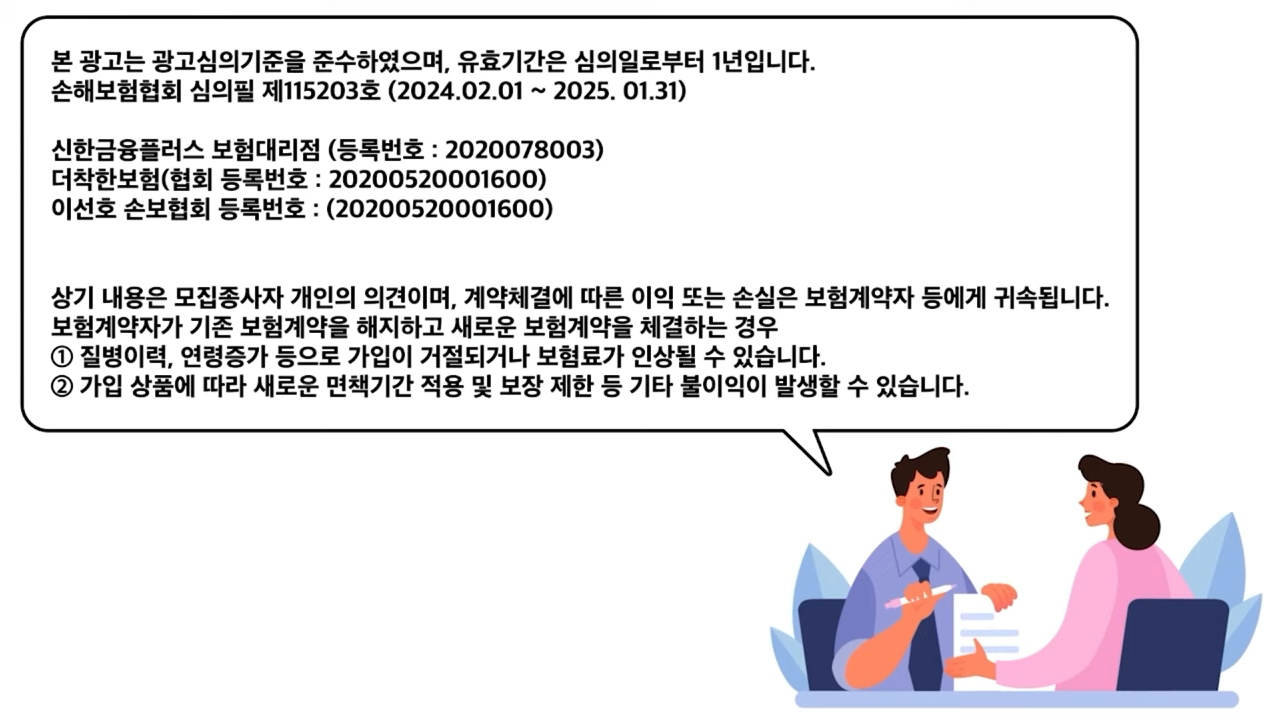 본 광고는 광고심의기준을 준수하였으며, 유효기간은 심의일로부터 1년입니다.
손해보험협회 심의필 제115203호 (2024.02.01 ~ 2025. 01.31)
신한금융플러스 보험대리점 (등록번호 : 2020078003)
더착한보험(협회 등록번호 : 20200520001600)
이선호 손보협회 등록번호 : (20200520001600)
상기 내용은 모집종사자 개인의 의견이며, 계약체결에 따른 이익 또는 손실은 보험계약자 등에게 귀속됩니다.
보험계약자가 기존 보험계약을 해지하고 새로운 보험계약을 체결하는 경우
① 질병이력, 연령증가 등으로 가입이 거절되거나 보험료가 인상될 수 있습니다.
② 가입 상품에 따라 새로운 면책기간 적용 및 보장 제한 등 기타 불이익이 발생할 수 있습니다.